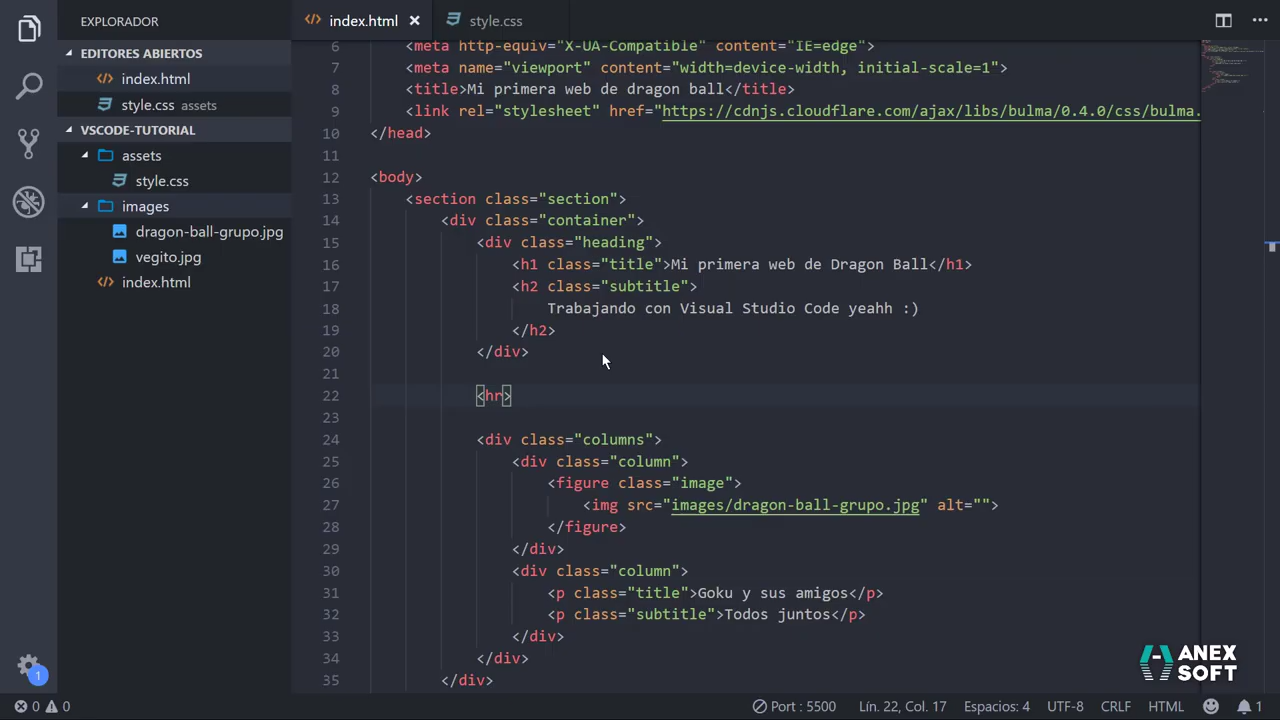 EXPLORADOR
EDITORES ABIERTOS
index.html
style.css assets
VSCODE-TUTORIAL
assets
style.css
images
dragon-ball-grupo.jpg
vegito.jpg
index.html
1
index.html
style.css
6 <meta http-equiv="X-UA-Compatible" content="IE=edge">
7 <meta name="viewport" content="width=device-width, initial-scale=1">
8 <title>Mi primera web de dragon ball</title>
9 <link rel="stylesheet" href="https://cdnjs.cloudflare.com/ajax/libs/bulma/0.4.0/css/bulma.
10 </head>
11
12 <body>
13 <section class="section">
14 <div class="container">
15 <div class="heading">
16 <h1 class="title">Mi primera web de Dragon Ball</h1>
17 <h2 class="subtitle">
18 Trabajando con Visual Studio Code yeahh :)
19 </h2>
20 </div>
21
22 <hr>
23
24 <div class="columns">
25 <div class="column">
26 <figure class="image">
27 <img src="images/dragon-ball-grupo.jpg" alt="">
28 </figure>
29 </div>
30 <div class="column">
31 <p class="title">Goku y sus amigos</p>
32 <p class="subtitle">Todos juntos</p>
33 </div>
34 </div>
35 </div>
ANEX
SOFT
0 0 Port : 5500 Lín. 22, Col. 17 Espacios: 4 UTF-8 CRLF HTML 1